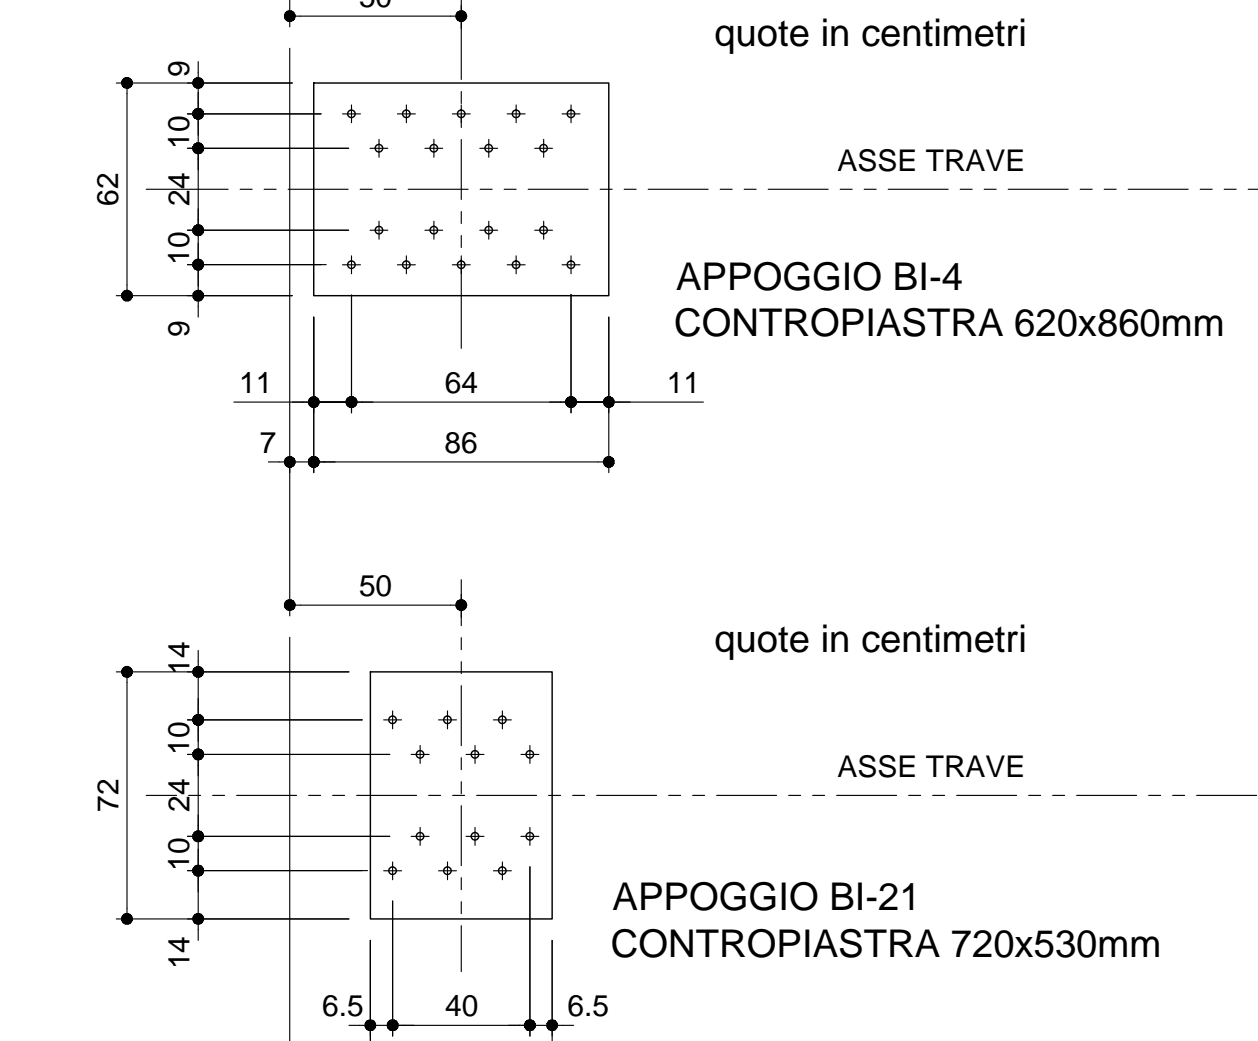 50
quote in centimetri
9
10
ASSE TRAVE
62
24
10
APPOGGIO BI-4
CONTROPIASTRA 620x860mm
9
11 64 11
7 86
50
quote in centimetri
14
10
ASSE TRAVE
72
24
10
APPOGGIO BI-21
CONTROPIASTRA 720x530mm
14
6.5 40 6.5